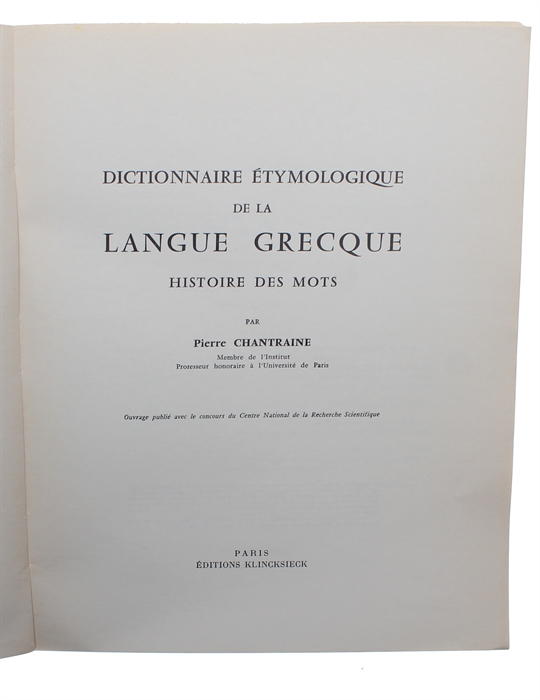 DICTIONNAIRE ÉTYMOLOGIQUE
DE LA
LANGUE GRECQUE
HISTOIRE DES MOTS
PAR
Pierre CHANTRAINE
Membre de l'Institut
Professeur honoraire à l'Université de Paris
Ouvrage publié avec le concours du Centre National de la Recherche Scientifique
PARIS
ÉDITIONS KLINCKSIECK